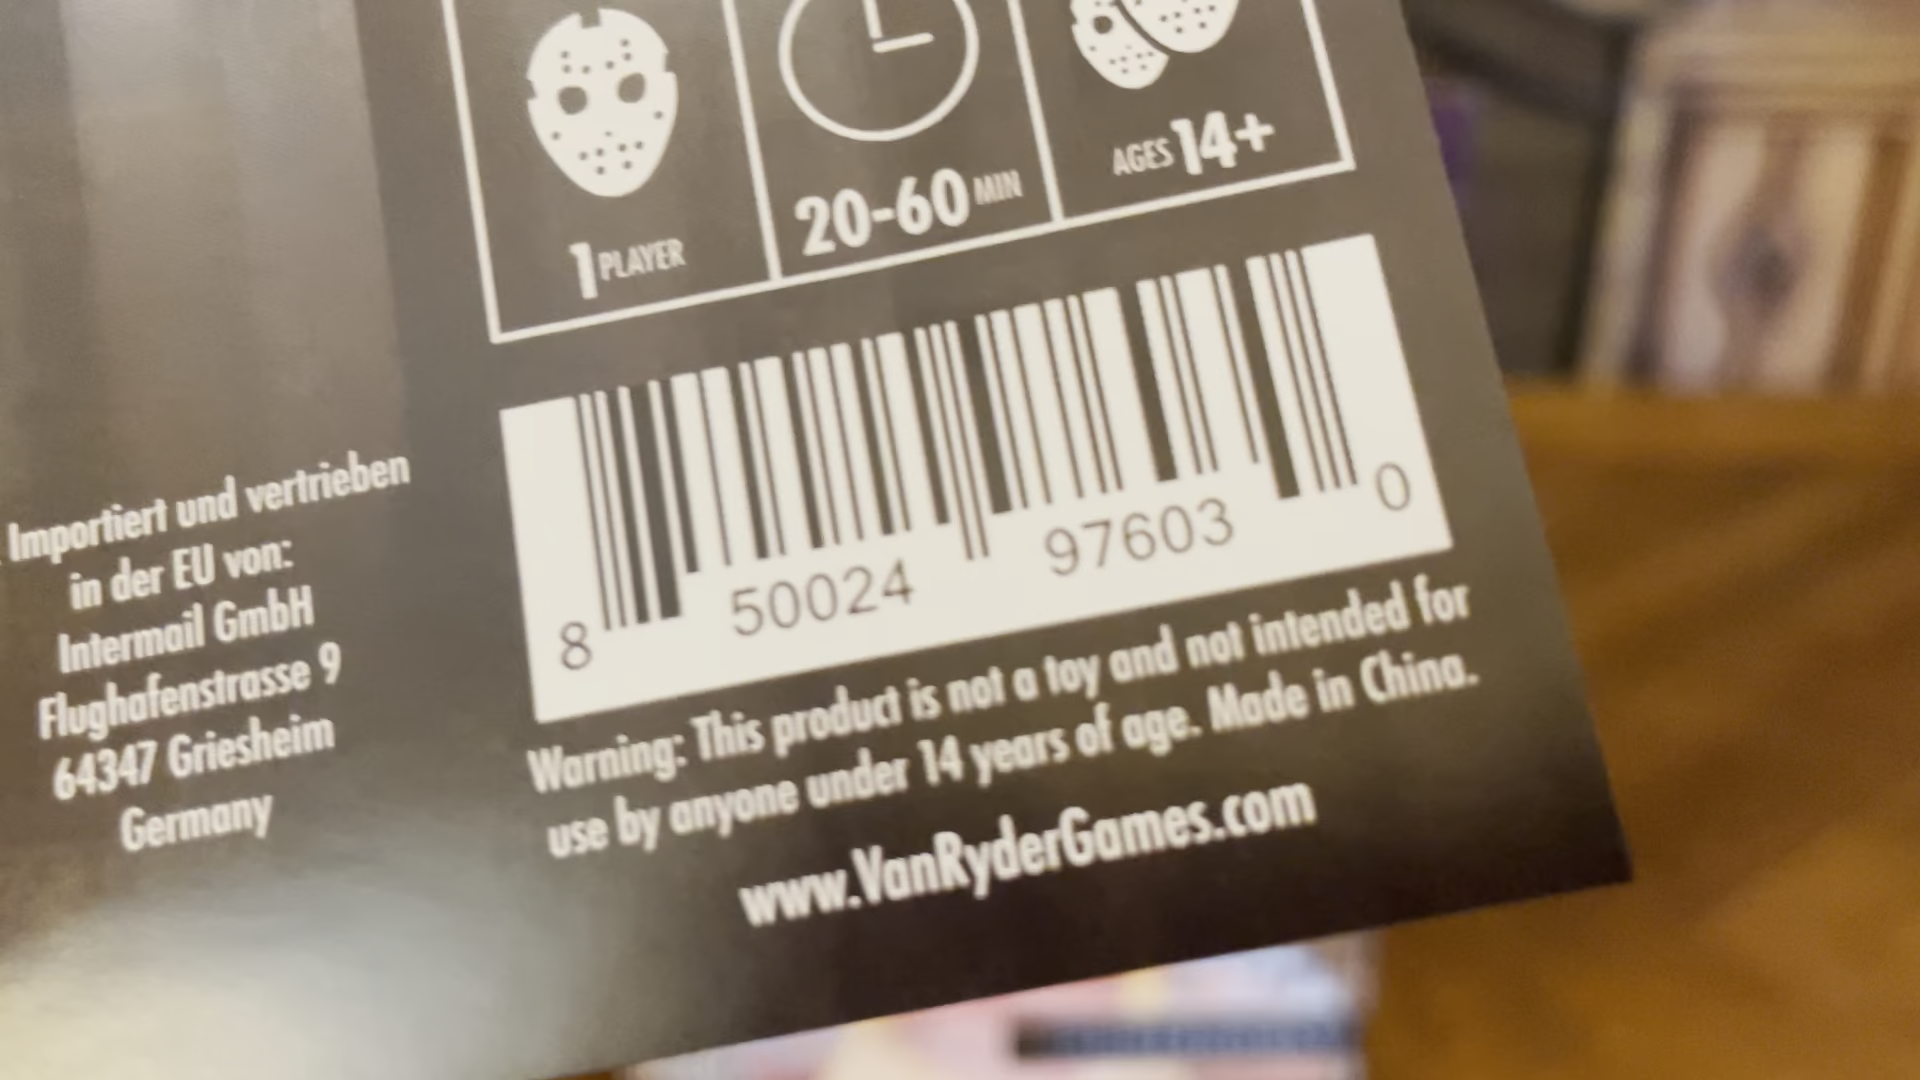 1 PLAYER
20-60 MIN
AGES 14+
8 50024 97603 0
Importiert und vertrieben
in der EU von:
Intermail GmbH
Flughafenstrasse 9
64347 Griesheim
Germany
Warning: This product is not a toy and not intended for
use by anyone under 14 years of age. Made in China.
www.VanRyderGames.com